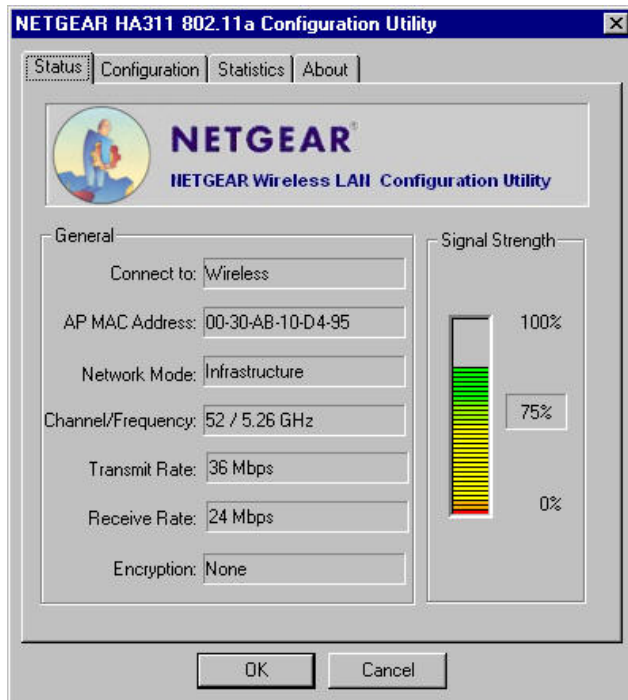 NETGEAR HA311 802.11a Configuration Utility
Status Configuration Statistics About
NETGEAR®
NETGEAR Wireless LAN Configuration Utility
General
Connect to: Wireless
AP MAC Address: 00-30-AB-10-D4-95
Network Mode: Infrastructure
Channel/Frequency: 52 / 5.26 GHz
Transmit Rate: 36 Mbps
Receive Rate: 24 Mbps
Encryption: None
Signal Strength
100%
75%
0%
OK Cancel